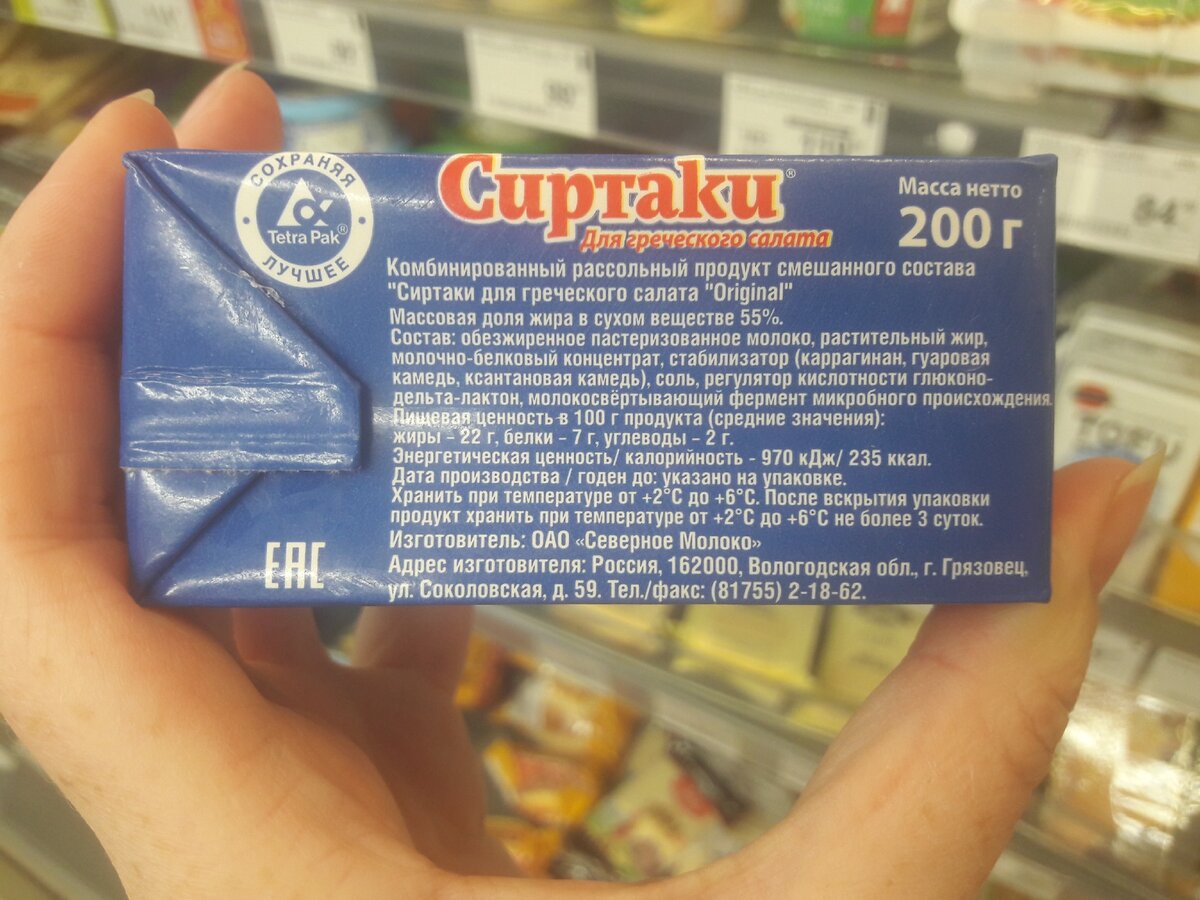 СОХРАНЯЯ
Tetra Pak®
ЛУЧШЕЕ
Сиртаки®
Для греческого салата
Масса нетто
200 г
Комбинированный рассольный продукт смешанного состава
"Сиртаки для греческого салата "Original"
Массовая доля жира в сухом веществе 55%.
Состав: обезжиренное пастеризованное молоко, растительный жир,
молочно-белковый концентрат, стабилизатор (каррагинан, гуаровая
камедь, ксантановая камедь), соль, регулятор кислотности глюконо-
дельта-лактон, молокосвёртывающий фермент микробного происхождения.
Пищевая ценность в 100 г продукта (средние значения):
жиры – 22 г, белки – 7 г, углеводы – 2 г.
Энергетическая ценность/ калорийность - 970 кДж/ 235 ккал.
Дата производства / годен до: указано на упаковке.
Хранить при температуре от +2°C до +6°C. После вскрытия упаковки
продукт хранить при температуре от +2°C до +6°C не более 3 суток.
Изготовитель: ОАО «Северное Молоко»
Адрес изготовителя: Россия, 162000, Вологодская обл., г. Грязовец,
ул. Соколовская, д. 59. Тел./факс: (81755) 2-18-62.
EAC
84